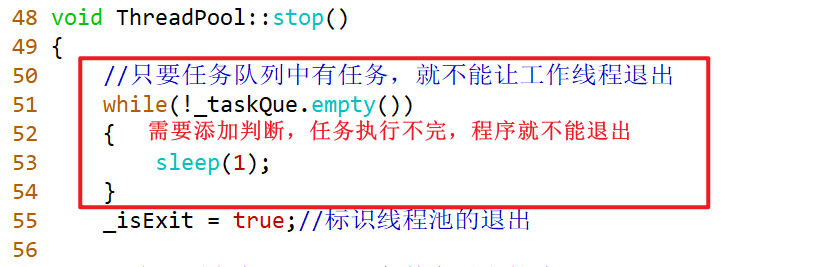 48 void ThreadPool::stop()
49 {
50 //只要任务队列中有任务，就不能让工作线程退出
51 while(!_taskQue.empty())
52 { 需要添加判断，任务执行不完，程序就不能退出
53 sleep(1);
54 }
55 _isExit = true;//标识线程池的退出
56